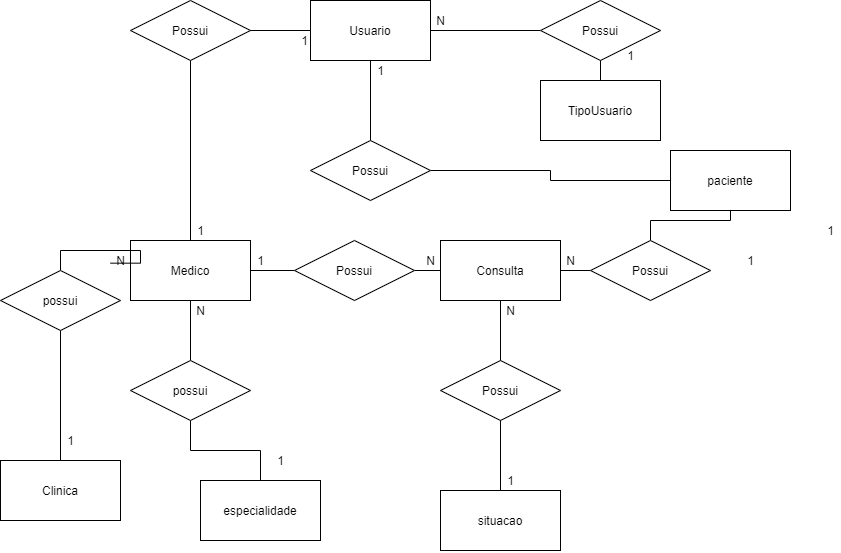 Possui
1
Usuario
N
Possui
1
TipoUsuario
1
Possui
paciente
1
1
N
Medico
1
Possui
N
Consulta
N
Possui
1
possui
N
possui
N
Possui
1
Clinica
1
especialidade
1
situacao